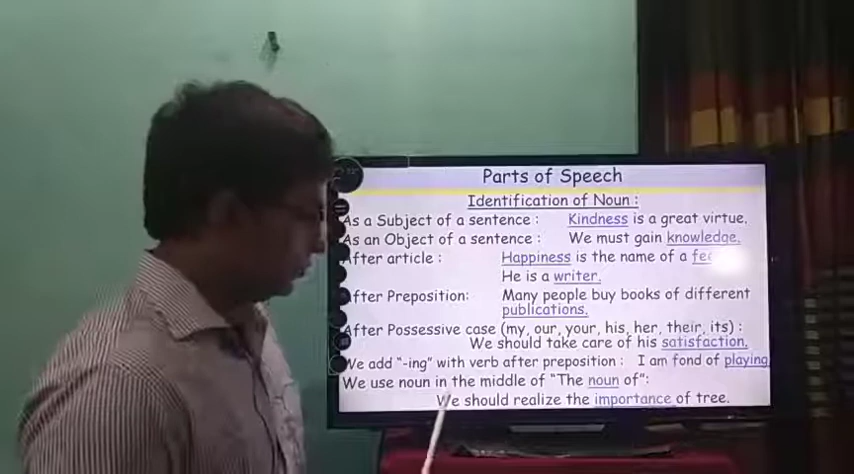 Parts of Speech
Identification of Noun :
As a Subject of a sentence : Kindness is a great virtue.
As an Object of a sentence : We must gain knowledge.
After article : Happiness is the name of a
He is a writer.
After Preposition: Many people buy books of different
publications.
After Possessive case (my, our, your, his, her, their, its) :
We should take care of his satisfaction.
We add "-ing" with verb after preposition : I am fond of playing
We use noun in the middle of "The noun of":
We should realize the importance of tree.